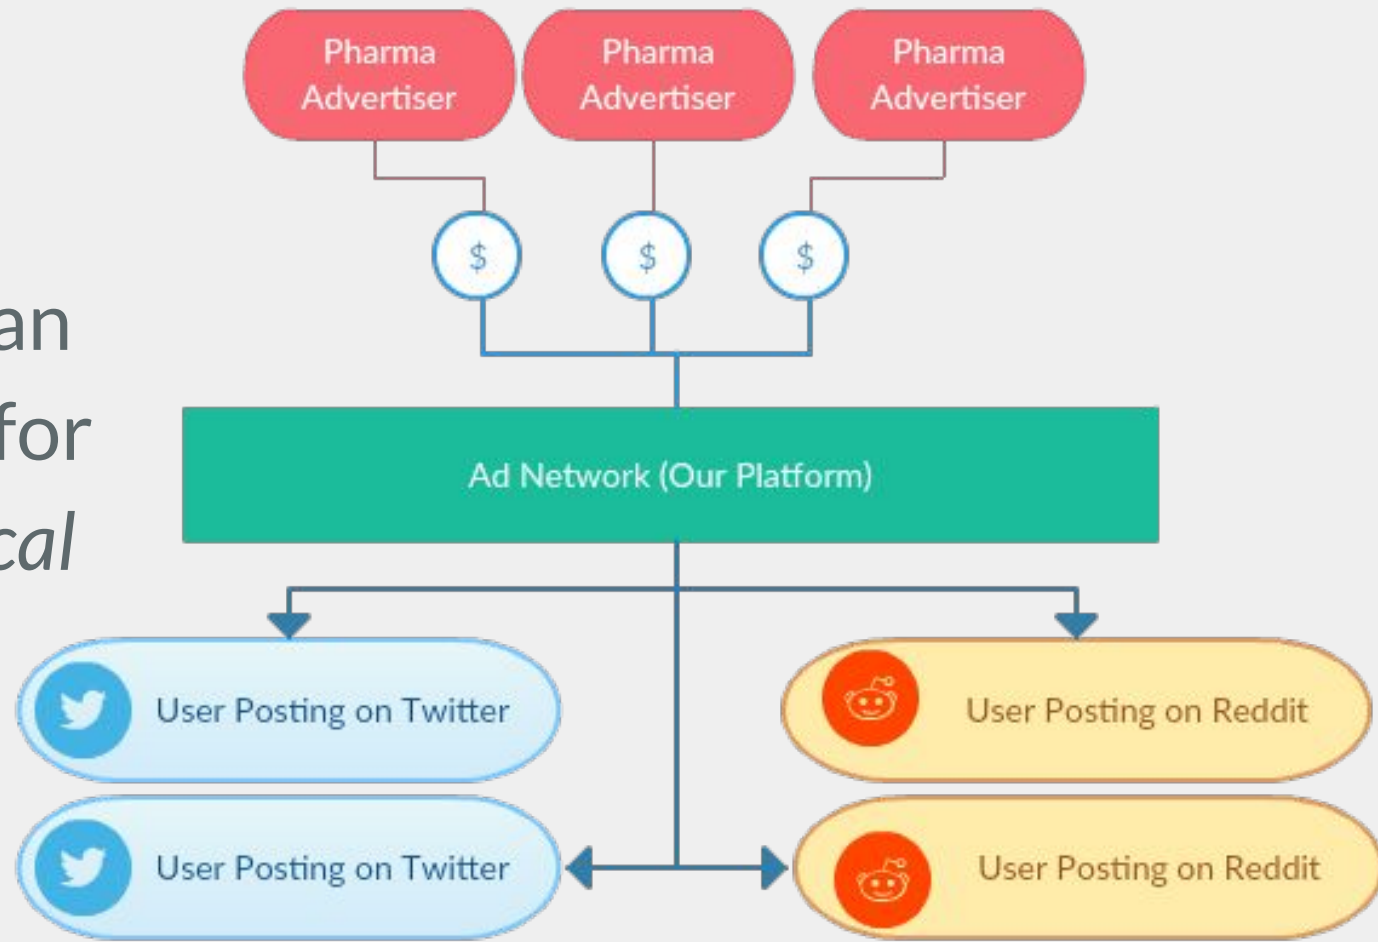 Pharma
Advertiser
Pharma
Advertiser
Pharma
Advertiser
$
$
$
an
for
cal
Ad Network (Our Platform)
User Posting on Twitter
User Posting on Reddit
User Posting on Twitter
User Posting on Reddit